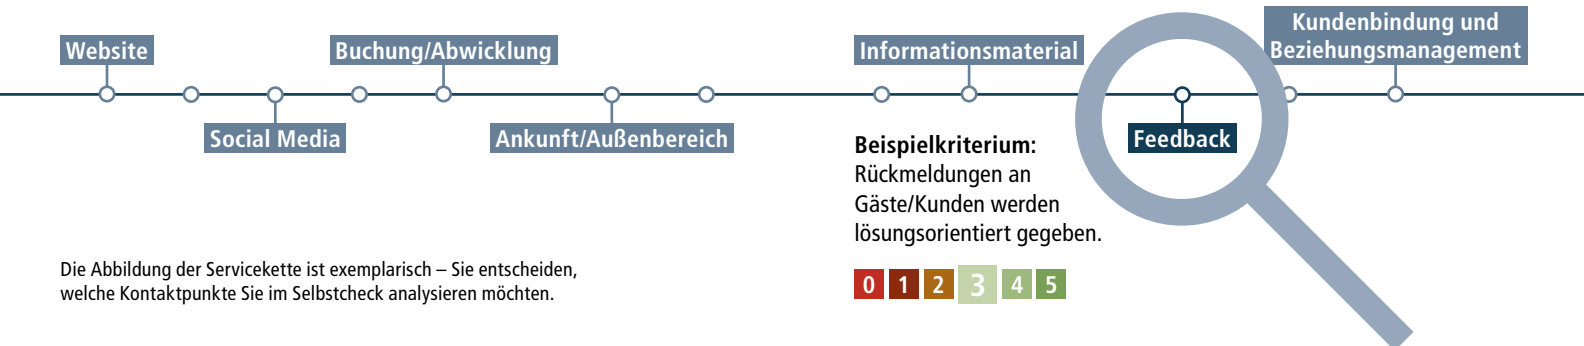 Website
Buchung/Abwicklung
Informationsmaterial
Kundenbindung und
Beziehungsmanagement
Social Media
Ankunft/Außenbereich
Feedback
Beispielkriterium:
Rückmeldungen an
Gäste/Kunden werden
lösungsorientiert gegeben.
Die Abbildung der Servicekette ist exemplarisch – Sie entscheiden,
welche Kontaktpunkte Sie im Selbstcheck analysieren möchten.
0 1 2 3 4 5